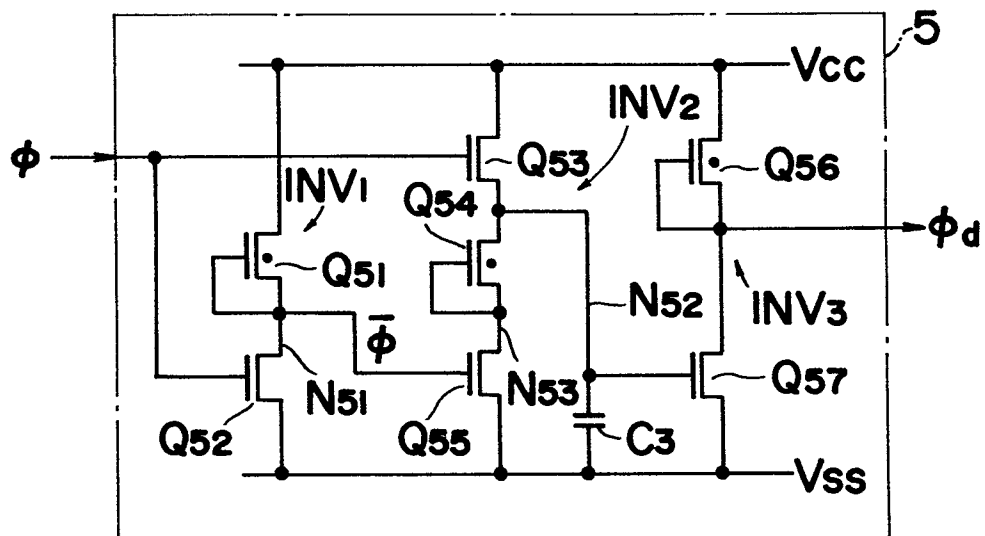 5
VCC
INV2
ϕ
Q53
Q56
INV1
Q54
ϕd
Q51
N52
INV3
ϕ̅
N51
N53
Q57
Q52
Q55
C3
VSS